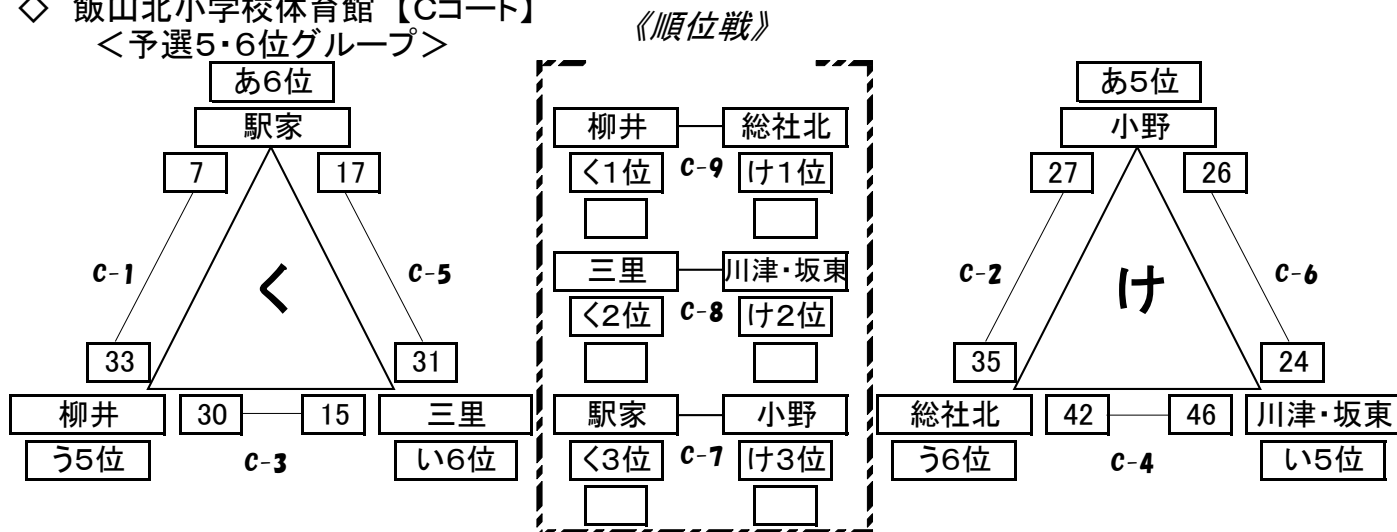 ◇ 飯山北小学校体育館 【Cコート】
＜予選5・6位グループ＞
《順位戦》
あ6位
駅家
7
17
C-1
く
C-5
33
31
柳井
30
15
三里
う5位
C-3
い6位
柳井
総社北
く1位
C-9
け1位
三里
川津・坂東
く2位
C-8
け2位
駅家
小野
く3位
C-7
け3位
あ5位
小野
27
26
C-2
け
C-6
35
24
総社北
42
46
川津・坂東
う6位
C-4
い5位